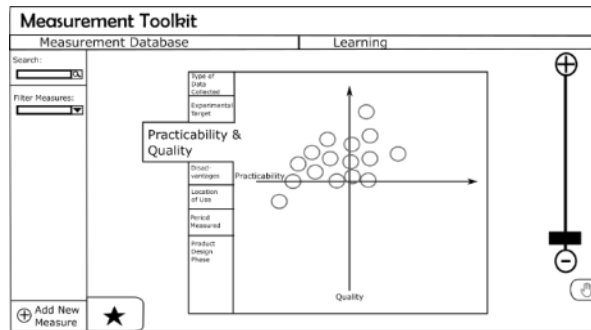 Measurement Toolkit
Measurement Database
Learning
Search:
Filter Measures:
Type of
Data
Collected
Experimental
Target
Practicability &
Quality
Disad-
vantages
Location
of Use
Period
Measured
Product
Design
Phase
Practicability
Quality
Add New
Measure